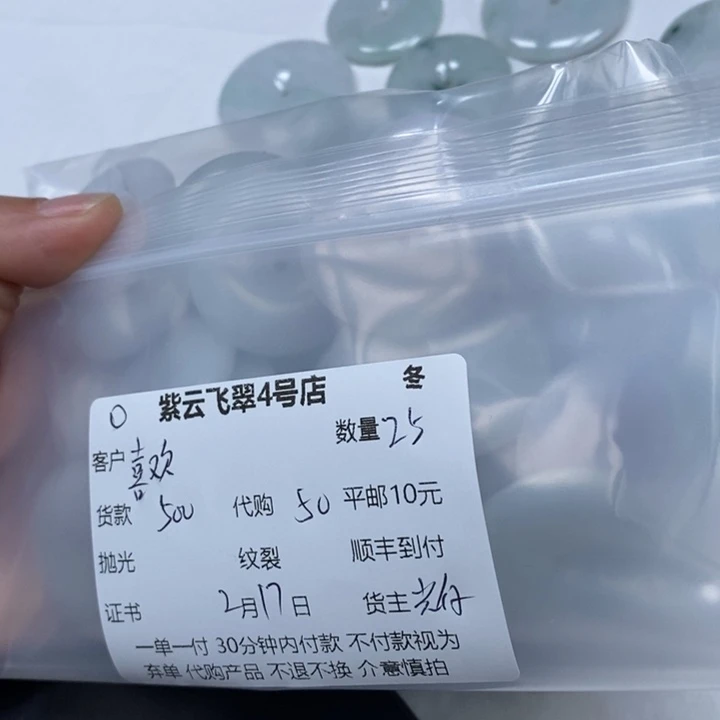 紫云飞翠4号店 冬
客户 喜欢 数量 25
货款 500 代购 50 平邮10元
抛光 纹裂 顺丰到付
证书 2月17日 货主
一单一付 30分钟内付款 不付款视为
弃单 代购产品 不退不换 介意慎拍